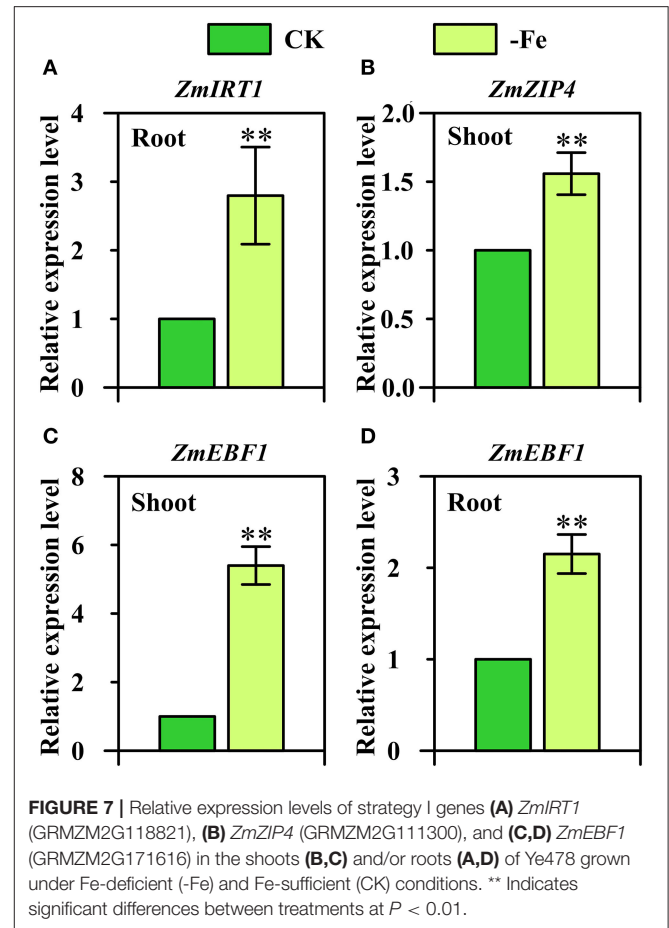 CK
-Fe
A
ZmIRT1
Relative expression level
4
3
2
1
0
Root
**
B
ZmZIP4
Relative expression level
2.0
1.5
1.0
0.5
0.0
Shoot
**
C
ZmEBF1
Relative expression level
8
6
4
2
0
Shoot
**
D
ZmEBF1
Relative expression level
3
2
1
0
Root
**
FIGURE 7 | Relative expression levels of strategy I genes (A) ZmIRT1
(GRMZM2G118821), (B) ZmZIP4 (GRMZM2G111300), and (C,D) ZmEBF1
(GRMZM2G171616) in the shoots (B,C) and/or roots (A,D) of Ye478 grown
under Fe-deficient (-Fe) and Fe-sufficient (CK) conditions. ** Indicates
significant differences between treatments at P < 0.01.